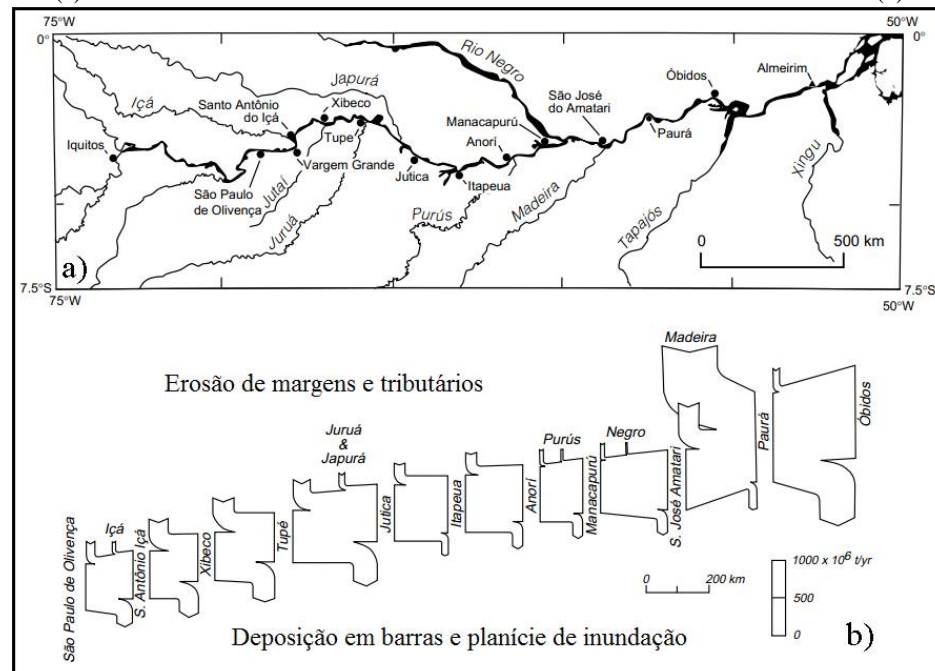 75°W
50°W
0°
0°
Rio Negro
Japurá
Içá
Santo Antônio
do Içá
Xibeco
São José
do Amatari
Óbidos
Almeirim
Iquitos
Tupe
Manacapurú
Anorí
Paurá
Vargem Grande
Jutica
Itapeua
São Paulo
de Olivença
Jutaí
Juruá
Purús
Madeira
Tapajós
Xingu
0
500 km
a)
7.5°S
7.5°S
75°W
50°W
Madeira
Erosão de margens e tributários
Juruá
&
Japurá
Purús
Negro
Içá
São Paulo de Olivença
S. Antônio Içá
Xibeco
Tupé
Jutica
Itapeua
Anorí
Manacapurú
S. José Amatari
Paurá
Óbidos
0
200 km
1000 x 10⁶ t/yr
500
0
Deposição em barras e planície de inundação
b)